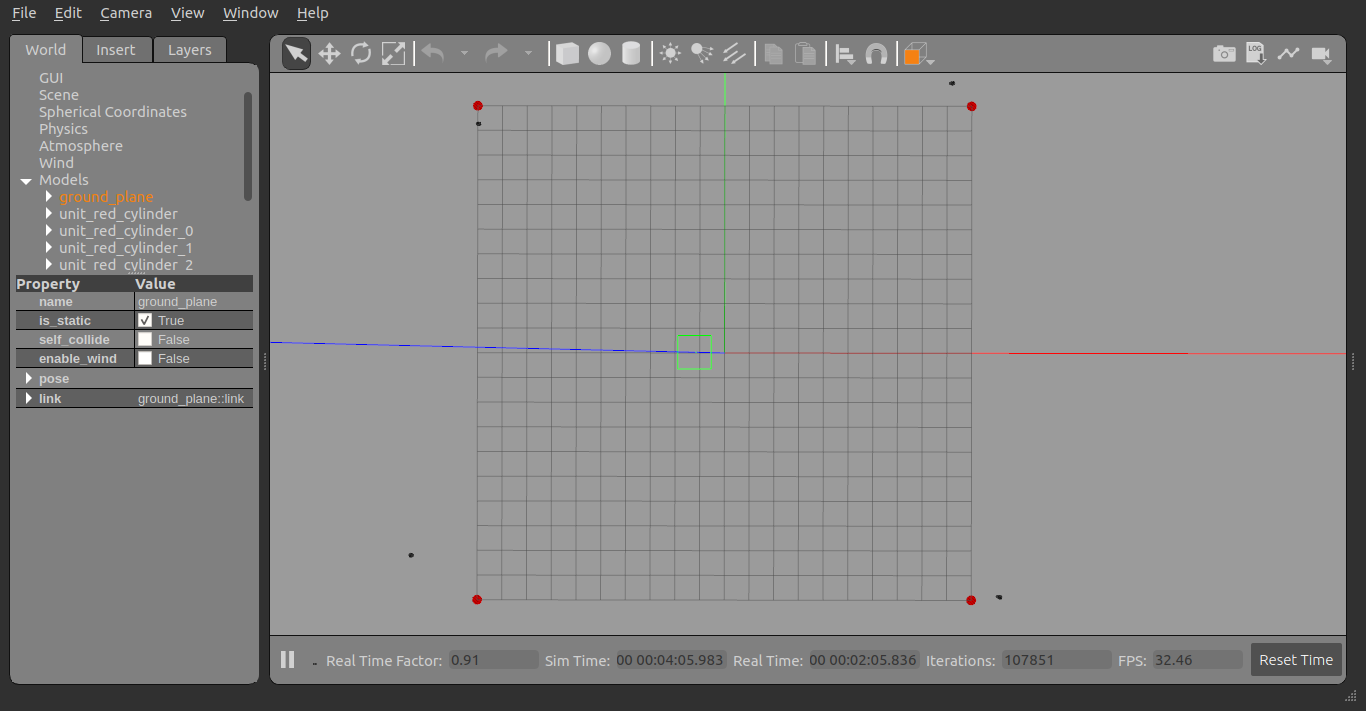 File Edit Camera View Window Help
World Insert Layers
LOG
GUI
Scene
Spherical Coordinates
Physics
Atmosphere
Wind
Models
ground_plane
unit_red_cylinder
unit_red_cylinder_0
unit_red_cylinder_1
unit_red_cylinder_2
Property Value
name ground_plane
is_static True
self_collide False
enable_wind False
pose
link ground_plane::link
Real Time Factor: 0.91 Sim Time: 00 00:04:05.983 Real Time: 00 00:02:05.836 Iterations: 107851 FPS: 32.46 Reset Time